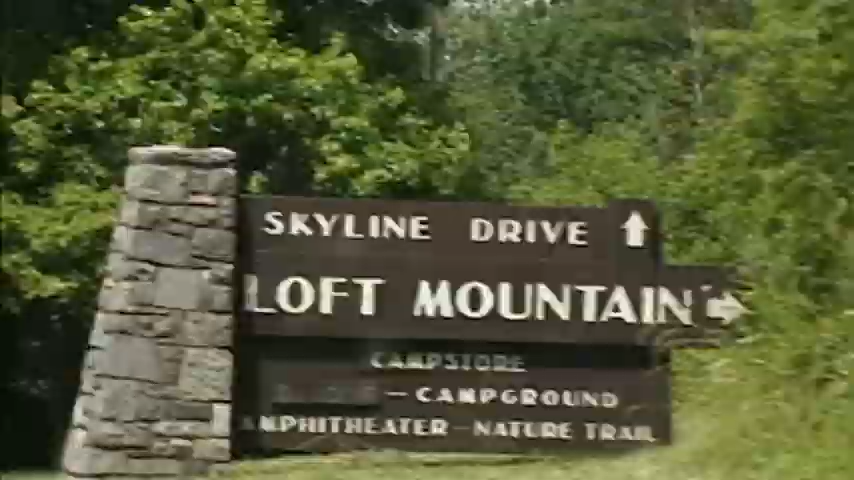 SKYLINE DRIVE ↑
LOFT MOUNTAIN →
CAMPSTORE
— CAMPGROUND
AMPHITHEATER — NATURE TRAIL